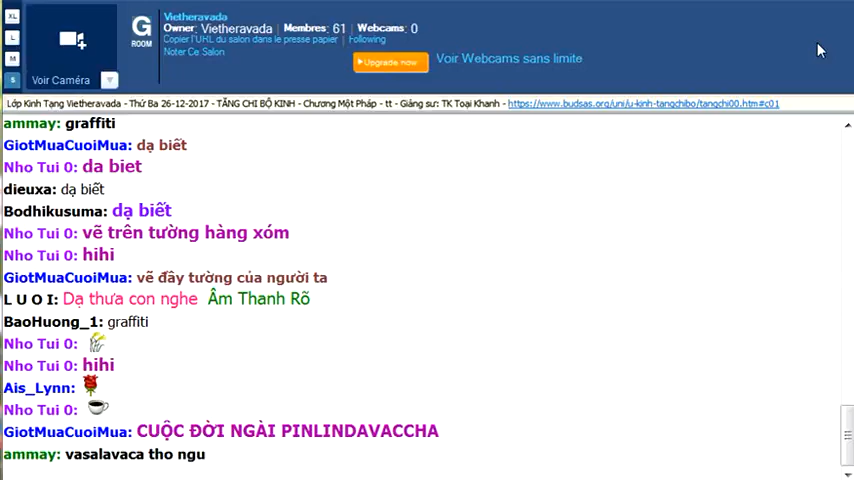 XL
L
M
S
Voir Caméra
G
ROOM
Vietheravada
Owner: Vietheravada | Membres: 61 | Webcams: 0
Copier l'URL du salon dans le presse papier | Following
Noter Ce Salon
Upgrade now
Voir Webcams sans limite
Lớp Kinh Tạng Vietheravada - Thứ Ba 26-12-2017 - TĂNG CHI BỘ KINH - Chương Một Pháp - tt - Giảng sư: TK Toại Khanh - https://www.budsas.org/uni/u-kinh-tangchibo/tangchi00.htm#c01
ammay: graffiti
GiotMuaCuoiMua: dạ biết
Nho Tui 0: da biet
dieuxa: dạ biết
Bodhikusuma: dạ biết
Nho Tui 0: vẽ trên tường hàng xóm
Nho Tui 0: hihi
GiotMuaCuoiMua: vẽ đầy tường của người ta
L U O I: Dạ thưa con nghe Âm Thanh Rõ
BaoHuong_1: graffiti
Nho Tui 0:
Nho Tui 0: hihi
Ais_Lynn:
Nho Tui 0:
GiotMuaCuoiMua: CUỘC ĐỜI NGÀI PINLINDAVACCHA
ammay: vasalavaca tho ngu